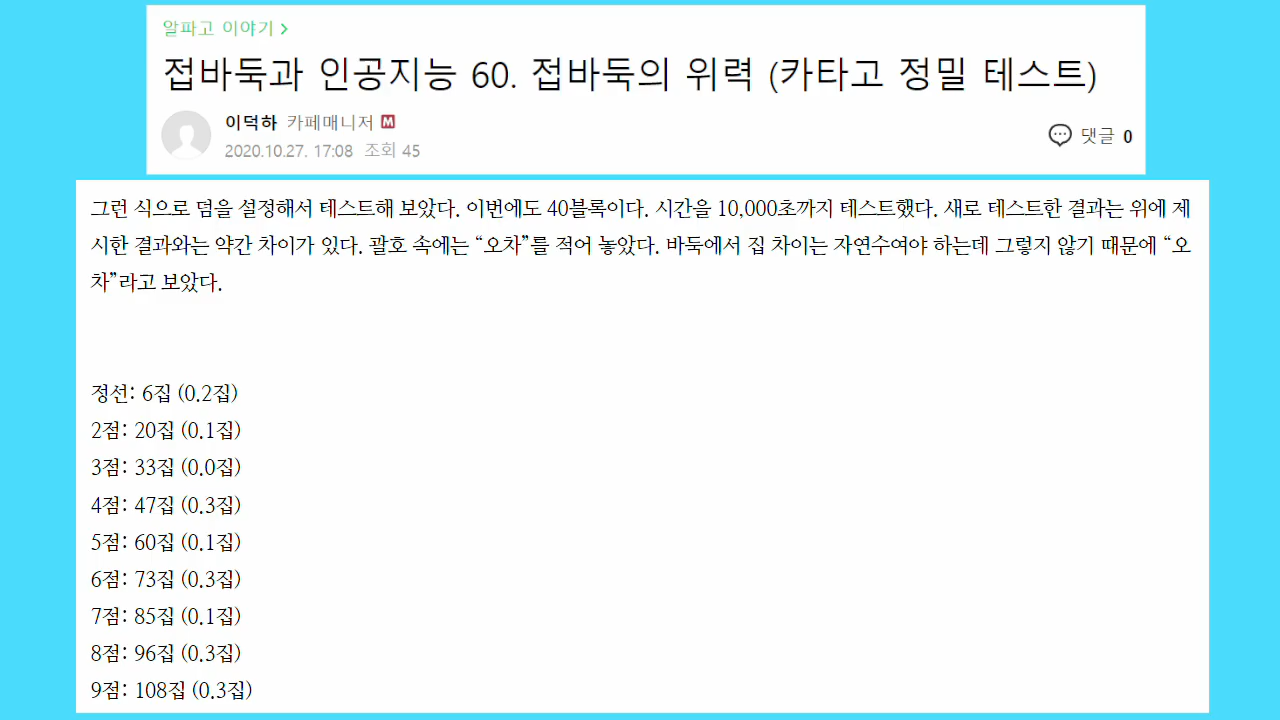 알파고 이야기 >
접바둑과 인공지능 60. 접바둑의 위력 (카타고 정밀 테스트)
이덕하 카페매니저 M
2020.10.27. 17:08 조회 45
댓글 0
그런 식으로 덤을 설정해서 테스트해 보았다. 이번에도 40블록이다. 시간을 10,000초까지 테스트했다. 새로 테스트한 결과는 위에 제
시한 결과와는 약간 차이가 있다. 괄호 속에는 “오차”를 적어 놓았다. 바둑에서 집 차이는 자연수여야 하는데 그렇지 않기 때문에 “오
차”라고 보았다.
정선: 6집 (0.2집)
2점: 20집 (0.1집)
3점: 33집 (0.0집)
4점: 47집 (0.3집)
5점: 60집 (0.1집)
6점: 73집 (0.3집)
7점: 85집 (0.1집)
8점: 96집 (0.3집)
9점: 108집 (0.3집)